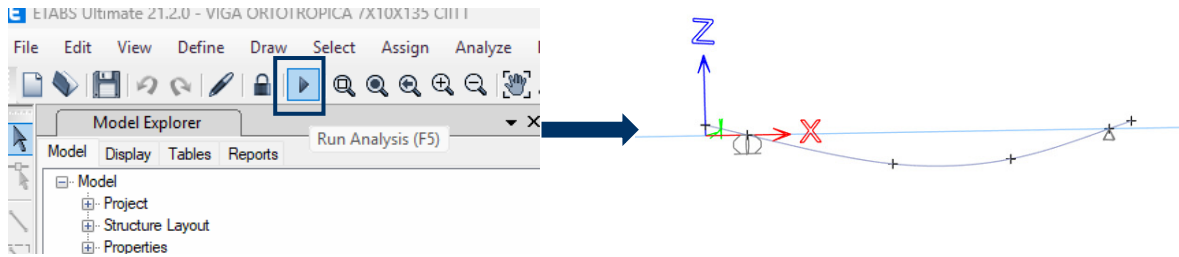 ETABS Ultimate 21.2.0 - VIGA ORTOTROPICA 7X10X135 CIITT
File Edit View Define Draw Select Assign Analyze
Model Explorer
Run Analysis (F5)
Model Display Tables Reports
Model
Project
Structure Layout
Properties
Z
X